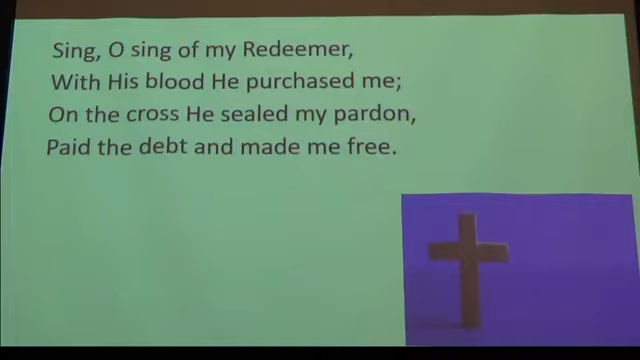 Sing, O sing of my Redeemer,
With His blood He purchased me;
On the cross He sealed my pardon,
Paid the debt and made me free.